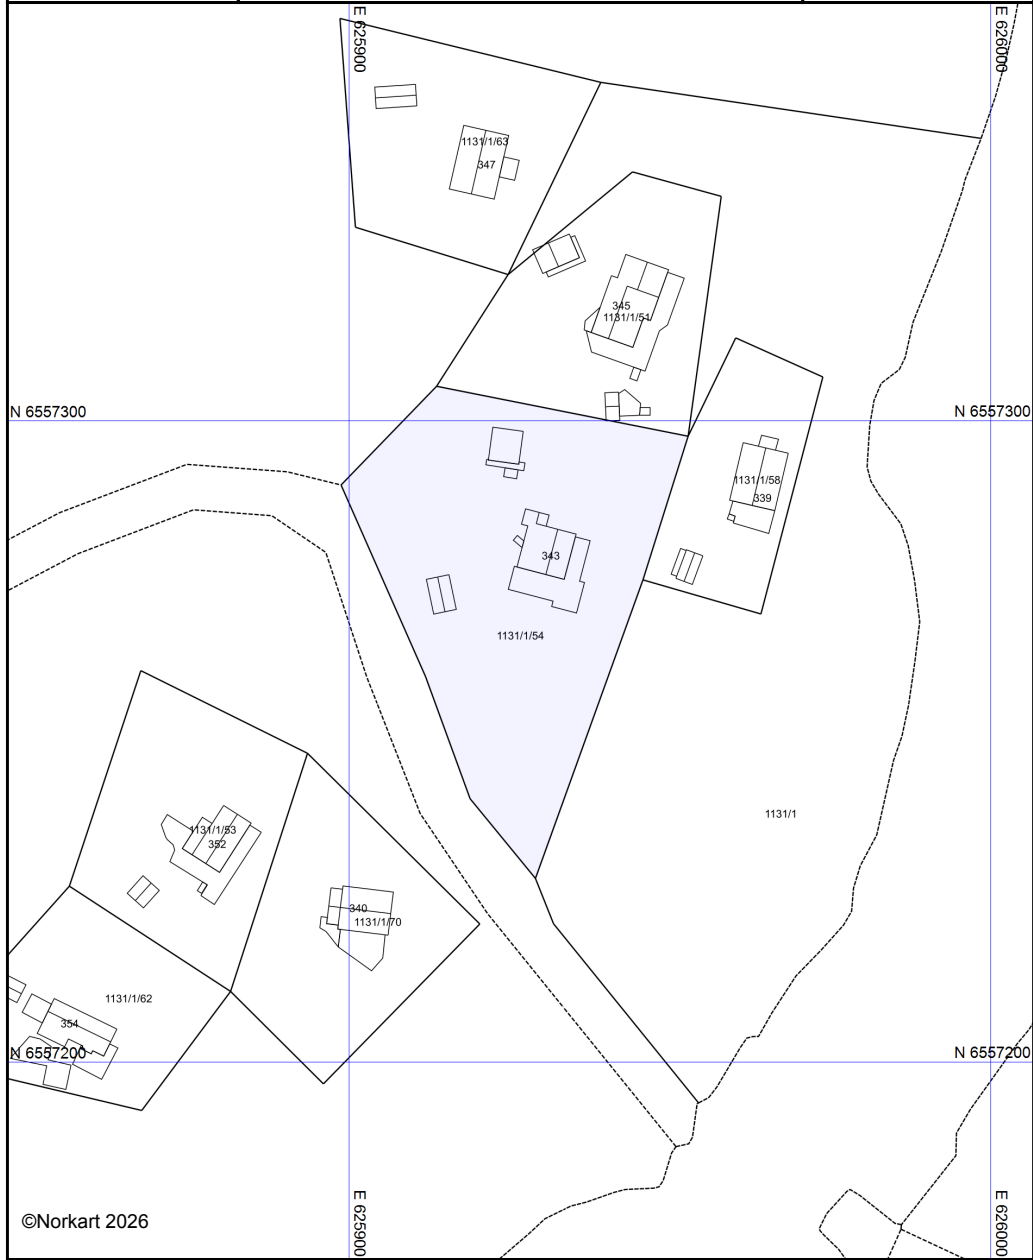 E 625900
E 626000
1131/1/63
347
345
1131/1/51
N 6557300
N 6557300
1131/1/58
339
343
1131/1/54
1131/1
1131/1/53
352
340
1131/1/70
1131/1/62
354
N 6557200
N 6557200
E 625900
E 626000
©Norkart 2026